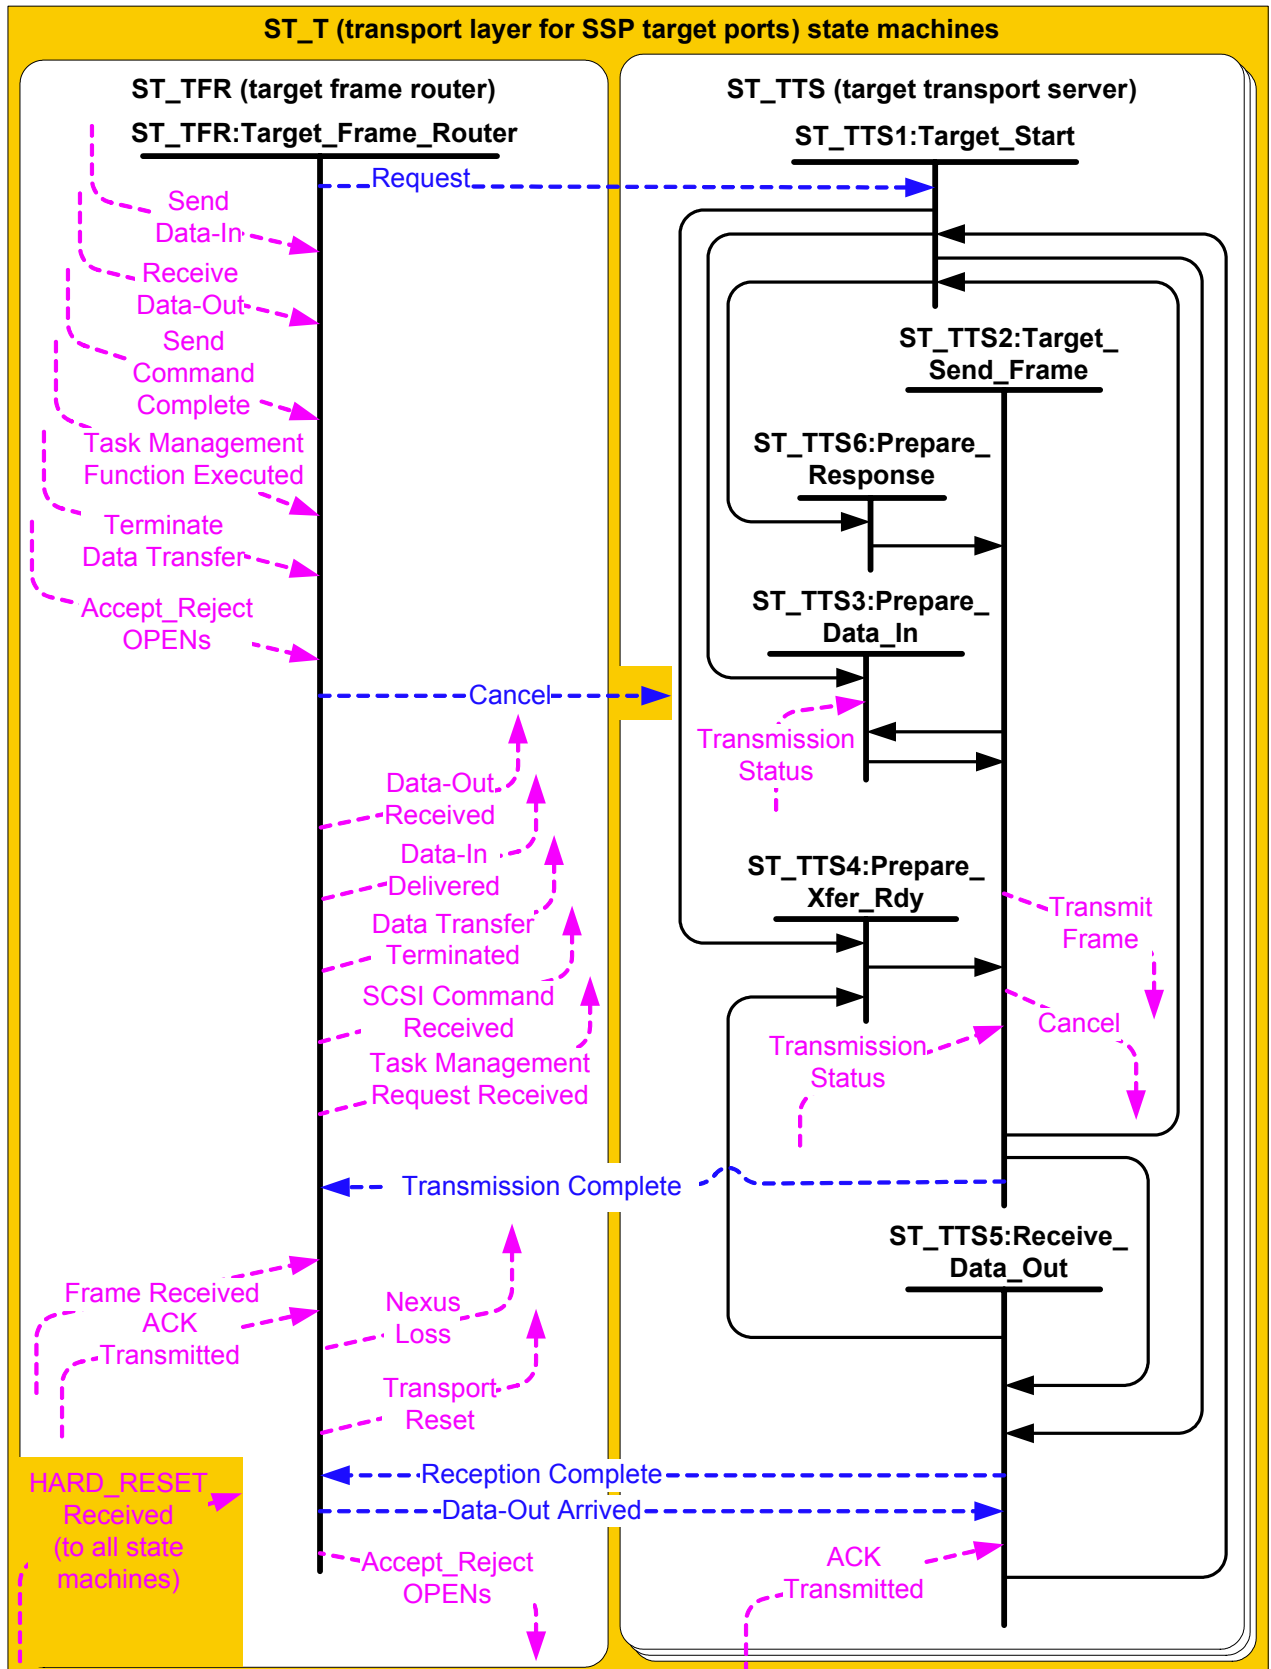 ST_T (transport layer for SSP target ports) state machines
ST_TFR (target frame router)
ST_TFR:Target_Frame_Router
Request
Send
Data-In
Receive
Data-Out
Send
Command
Complete
Task Management
Function Executed
Terminate
Data Transfer
Accept_Reject
OPENs
Cancel
Data-Out
Received
Data-In
Delivered
Data Transfer
Terminated
SCSI Command
Received
Task Management
Request Received
Transmission Complete
Frame Received
ACK
Transmitted
Nexus
Loss
Transport
Reset
HARD_RESET
Received
(to all state
machines)
Reception Complete
Data-Out Arrived
Accept_Reject
OPENs
ST_TTS (target transport server)
ST_TTS1:Target_Start
ST_TTS2:Target_
Send_Frame
ST_TTS6:Prepare_
Response
ST_TTS3:Prepare_
Data_In
Transmission
Status
ST_TTS4:Prepare_
Xfer_Rdy
Transmit
Frame
Cancel
Transmission
Status
ST_TTS5:Receive_
Data_Out
ACK
Transmitted